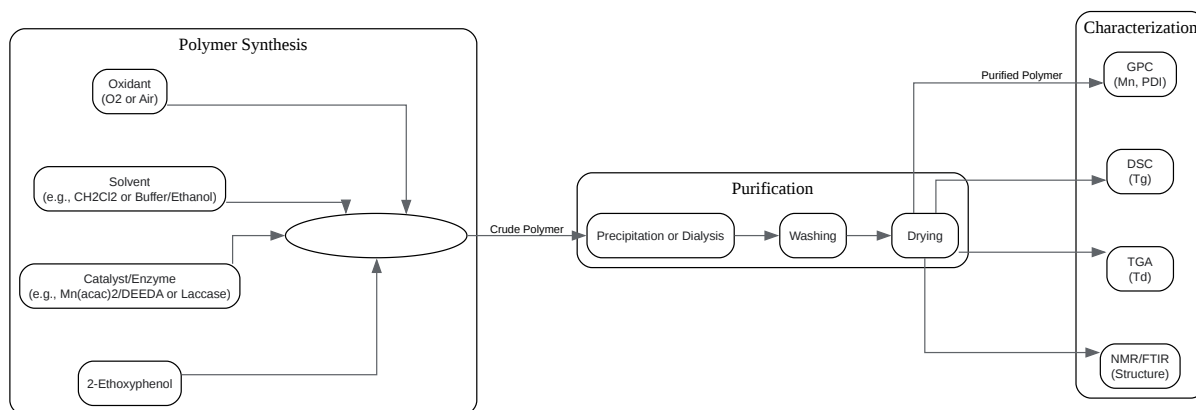 Polymer Synthesis
Oxidant
(O2 or Air)
Solvent
(e.g., CH2Cl2 or Buffer/Ethanol)
Catalyst/Enzyme
(e.g., Mn(acac)2/DEEDA or Laccase)
2-Ethoxyphenol
Crude Polymer
Purification
Precipitation or Dialysis
Washing
Drying
Purified Polymer
Characterization
GPC
(Mn, PDI)
DSC
(Tg)
TGA
(Td)
NMR/FTIR
(Structure)